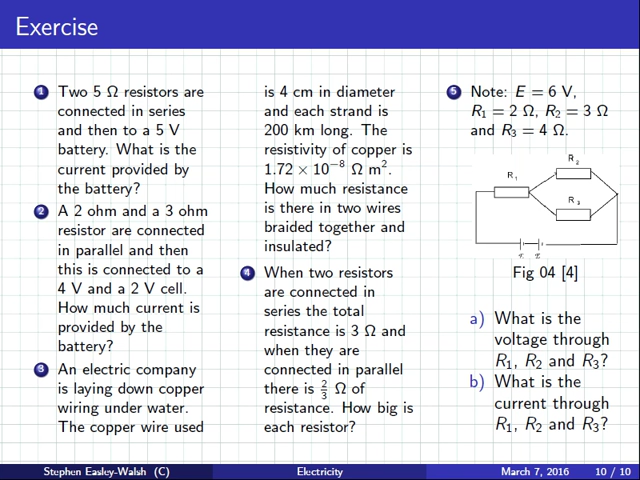 Exercise
1 Two 5 Ω resistors are
connected in series
and then to a 5 V
battery. What is the
current provided by
the battery?
2 A 2 ohm and a 3 ohm
resistor are connected
in parallel and then
this is connected to a
4 V and a 2 V cell.
How much current is
provided by the
battery?
3 An electric company
is laying down copper
wiring under water.
The copper wire used
is 4 cm in diameter
and each strand is
200 km long. The
resistivity of copper is
1.72 × 10⁻⁸ Ω m².
How much resistance
is there in two wires
braided together and
insulated?
4 When two resistors
are connected in
series the total
resistance is 3 Ω and
when they are
connected in parallel
there is 2/3 Ω of
resistance. How big is
each resistor?
5 Note: E = 6 V,
R₁ = 2 Ω, R₂ = 3 Ω
and R₃ = 4 Ω.
R₂
R₁
R₃
Fig 04 [4]
a) What is the
voltage through
R₁, R₂ and R₃?
b) What is the
current through
R₁, R₂ and R₃?
Stephen Easley-Walsh (C) Electricity March 7, 2016 10 / 10